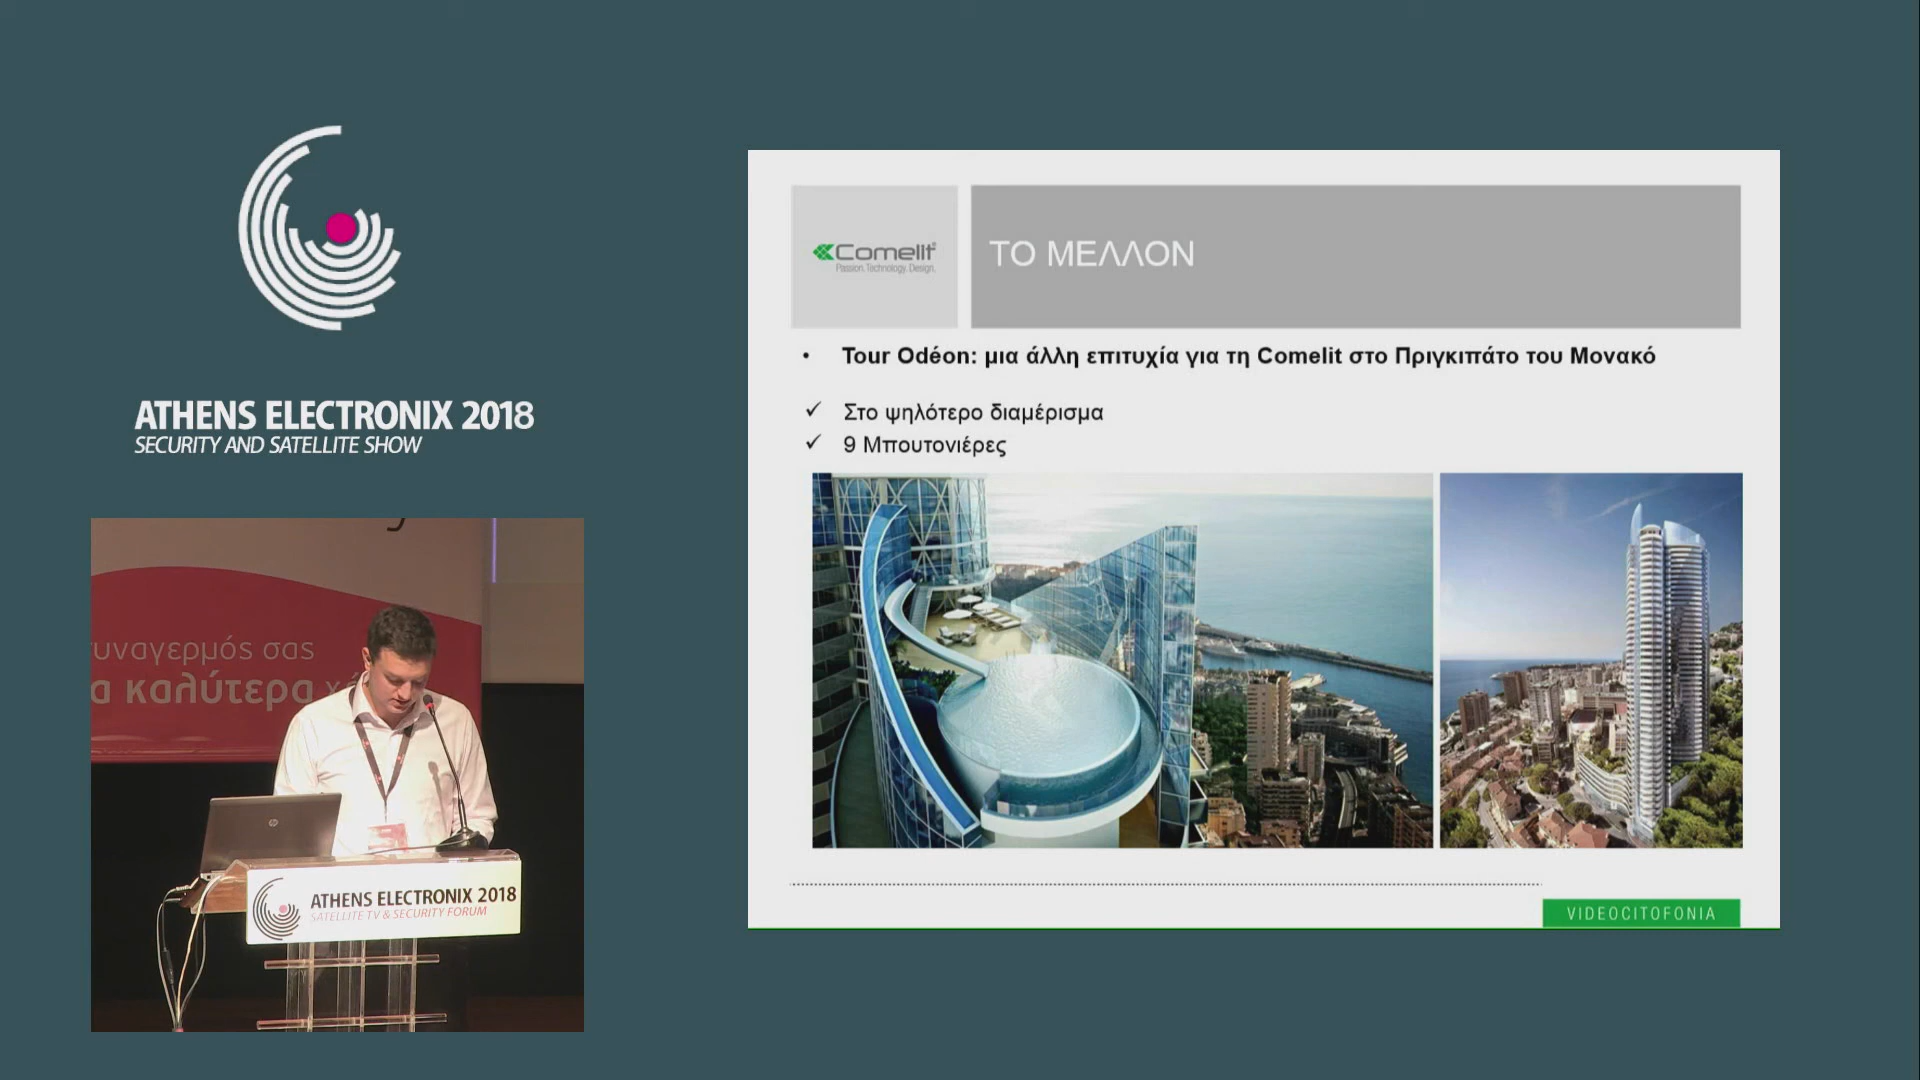 ATHENS ELECTRONIX 2018
SECURITY AND SATELLITE SHOW
Comelit
Passion. Technology. Design.
ΤΟ ΜΕΛΛΟΝ
• Tour Odéon: μια άλλη επιτυχία για τη Comelit στο Πριγκιπάτο του Μονακό
✓ Στο ψηλότερο διαμέρισμα
✓ 9 Μπουτονιέρες
VIDEOCITOFONIA
υναγερμός σας
α καλύτερα
hp
ATHENS ELECTRONIX 2018
SATELLITE TV & SECURITY FORUM